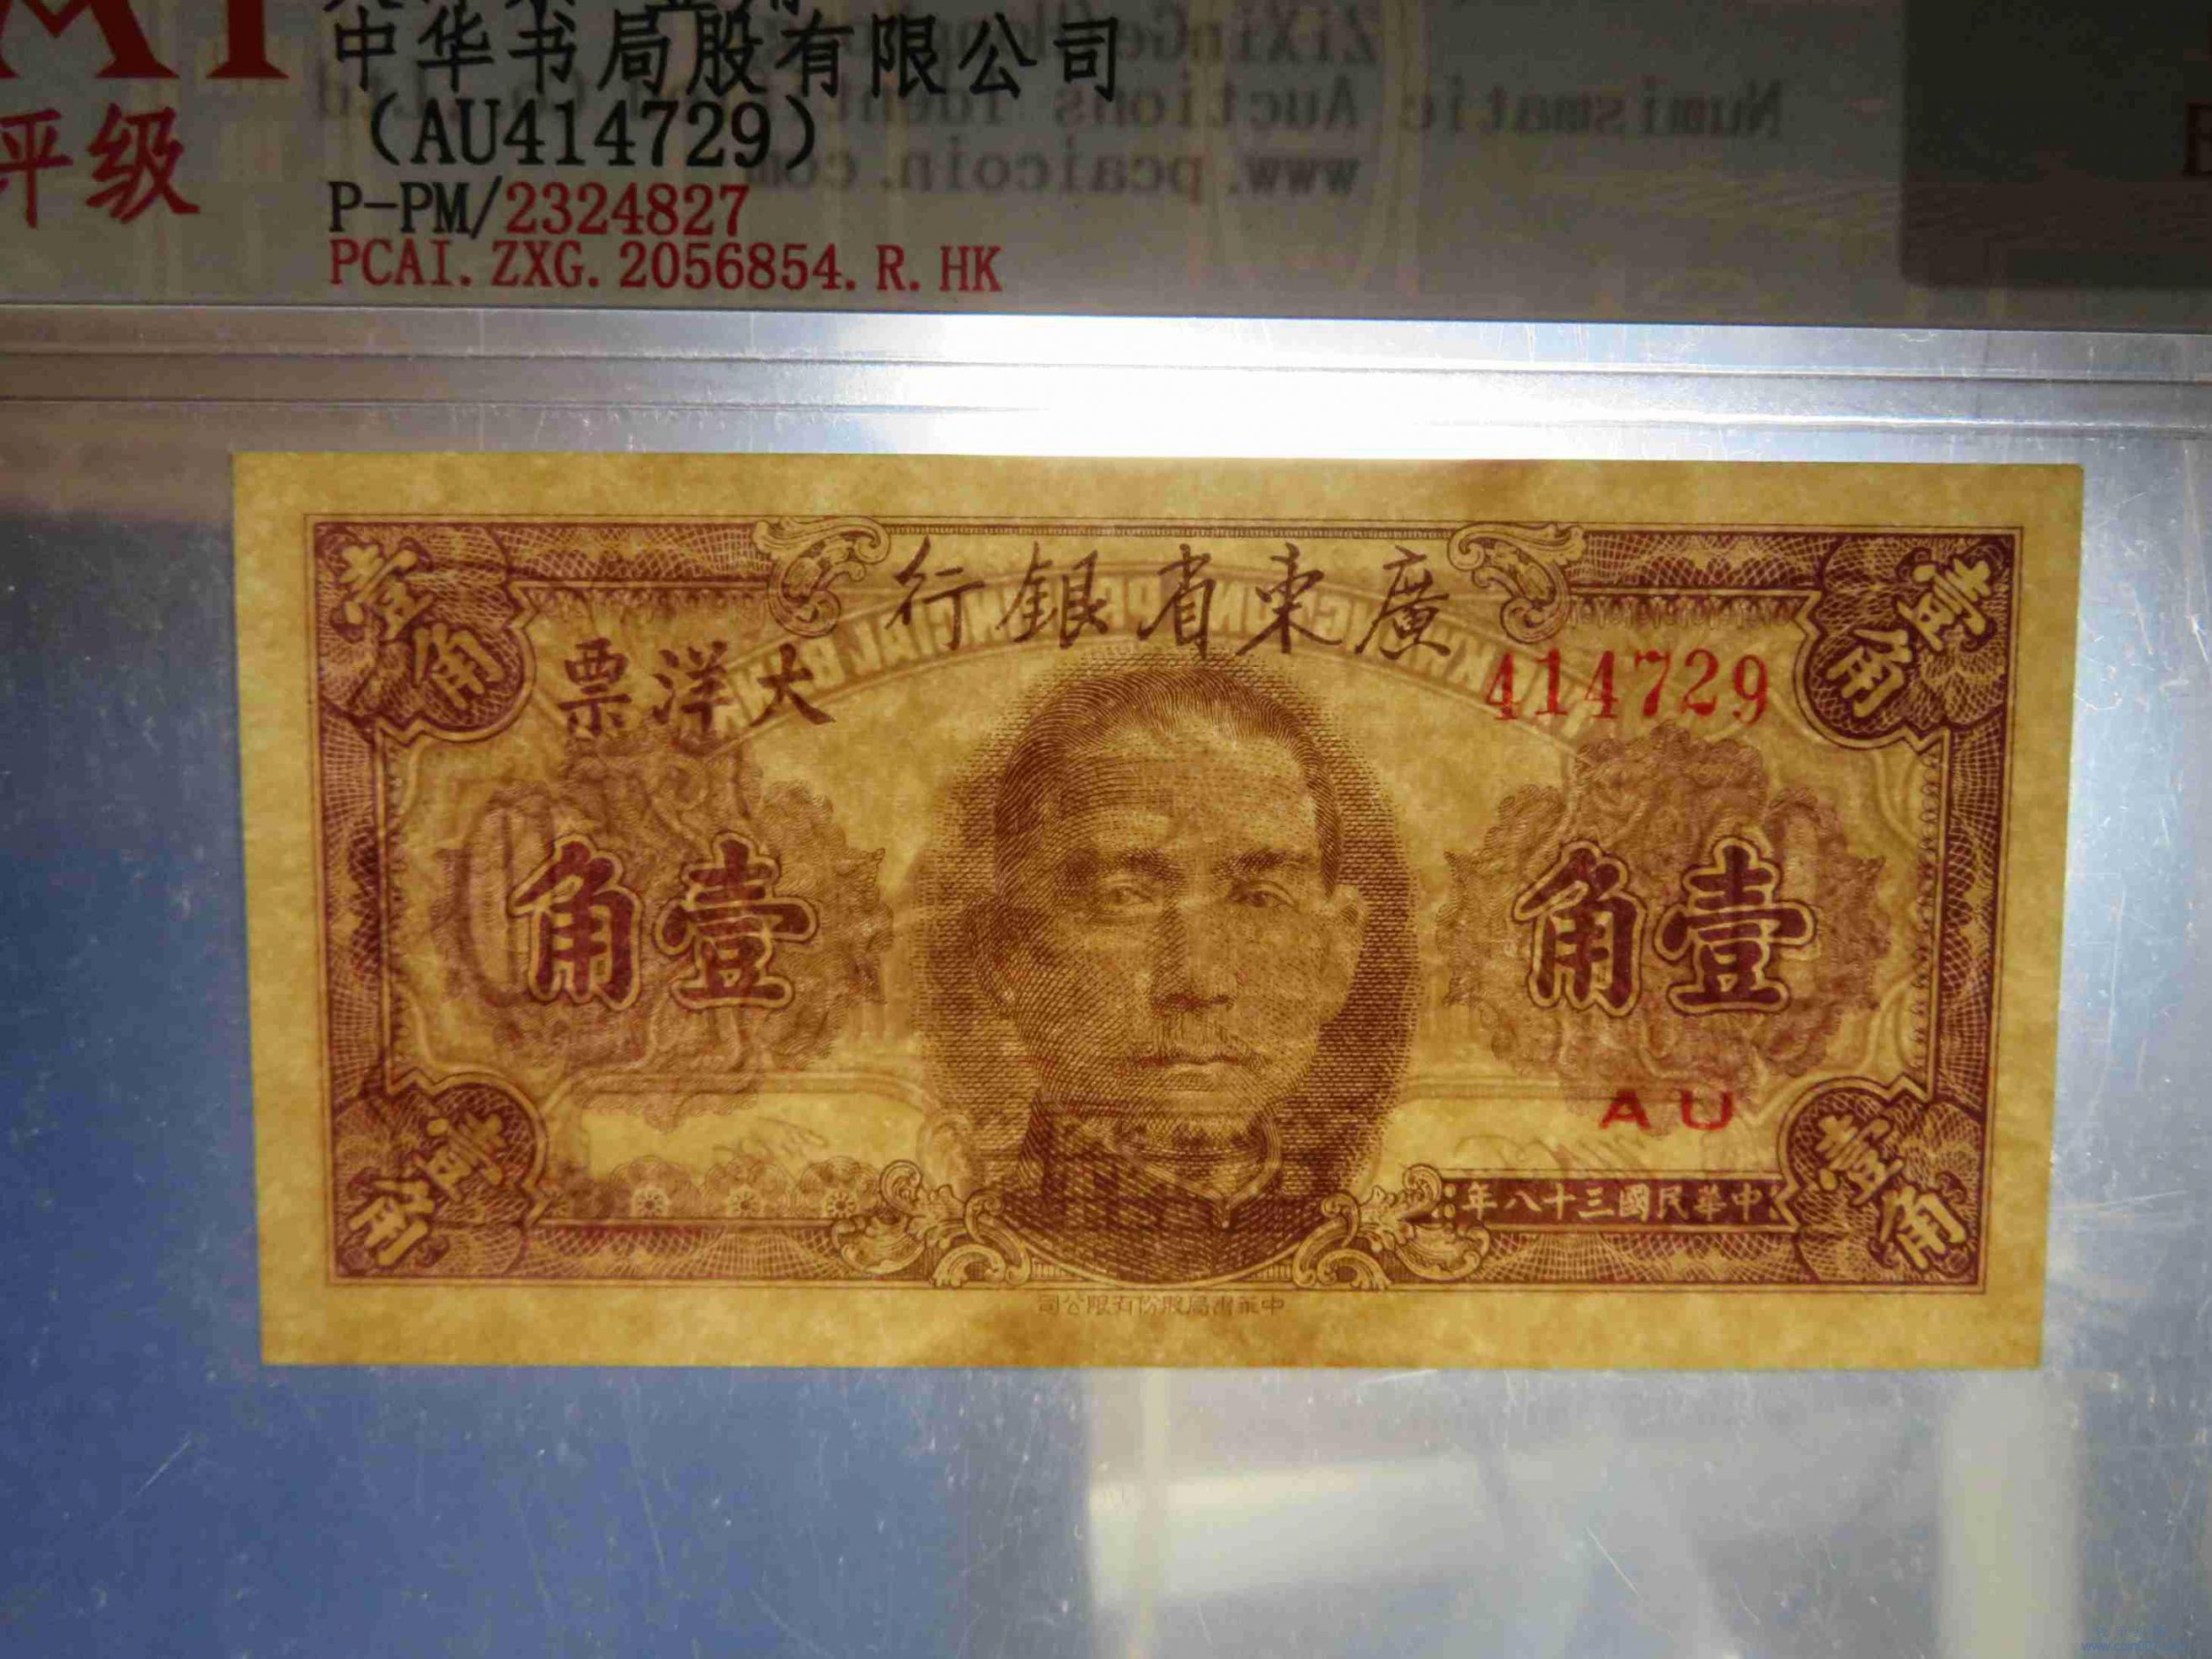 中华书局股有限公司
评级
(AU414729)
P-PM/2324827
PCAI.ZXG.2056854.R.HK
ZiXinGe
Numismatic Auctions Ident
www.pcaicoin.com
廣東省銀行
大洋票
414729
壹角
壹角
壹角
壹角
AU
壹角
壹角
中華民國三十八年
中華書局股份有限公司